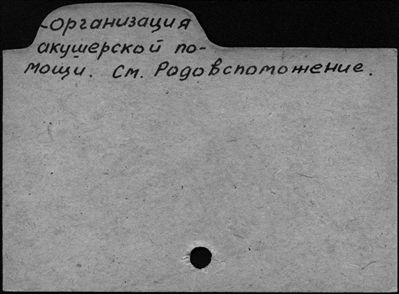 -Организация
акушерской по-
мощи. См. Родовспоможение.